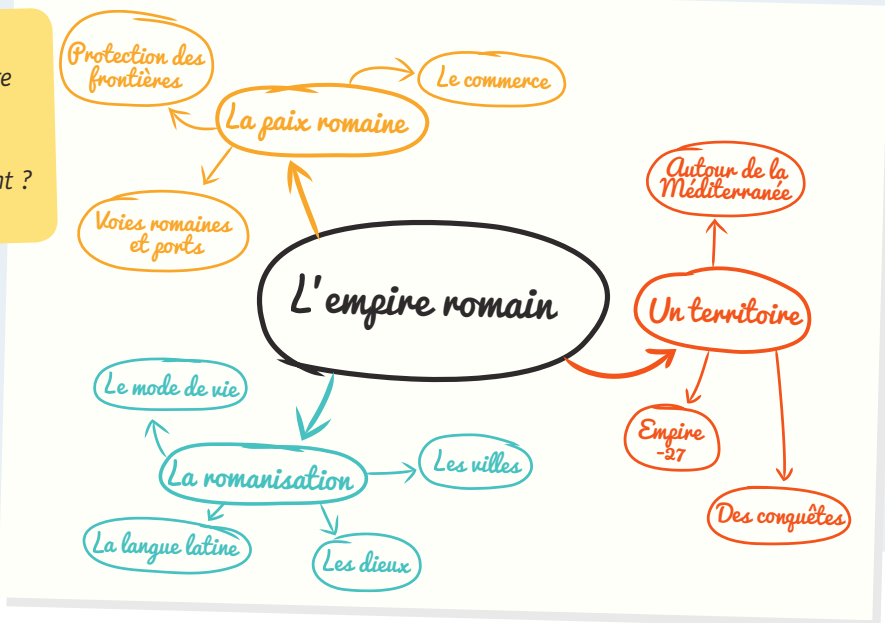 nt ?
Protection des
frontières
Le commerce
La paix romaine
Voies romaines
et ports
L'empire romain
Autour de la
Méditerranée
Un territoire
Empire
-27
Des conquêtes
Le mode de vie
La romanisation
Les villes
La langue latine
Les dieux